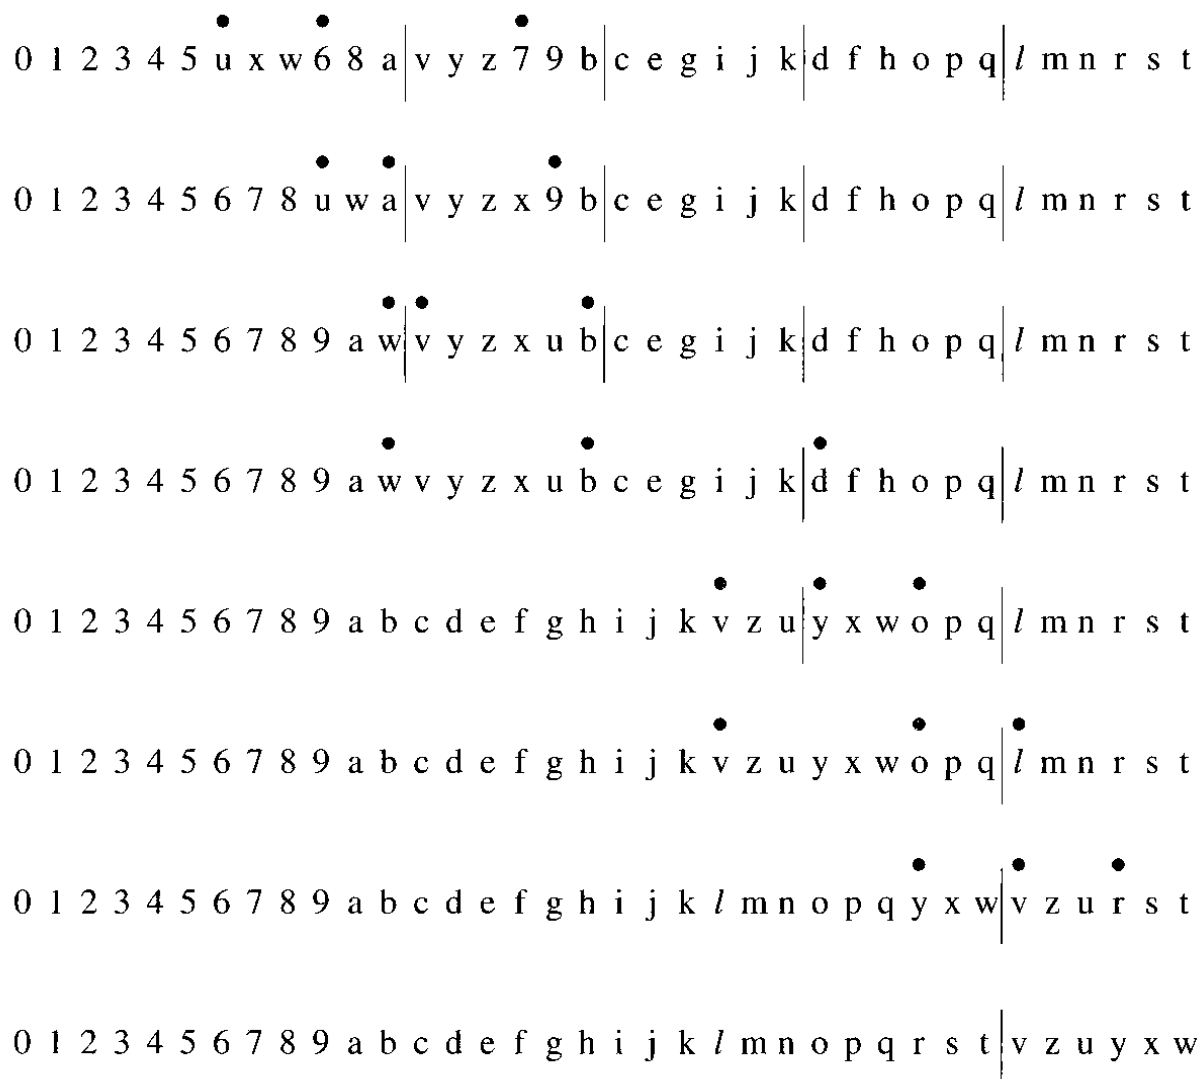 0 1 2 3 4 5 u x w 6 8 a v y z 7 9 b c e g i j k d f h o p q l m n r s t
0 1 2 3 4 5 6 7 8 u w a v y z x 9 b c e g i j k d f h o p q l m n r s t
0 1 2 3 4 5 6 7 8 9 a w v y z x u b c e g i j k d f h o p q l m n r s t
0 1 2 3 4 5 6 7 8 9 a w v y z x u b c e g i j k d f h o p q l m n r s t
0 1 2 3 4 5 6 7 8 9 a b c d e f g h i j k v z u y x w o p q l m n r s t
0 1 2 3 4 5 6 7 8 9 a b c d e f g h i j k v z u y x w o p q l m n r s t
0 1 2 3 4 5 6 7 8 9 a b c d e f g h i j k l m n o p q y x w v z u r s t
0 1 2 3 4 5 6 7 8 9 a b c d e f g h i j k l m n o p q r s t v z u y x w